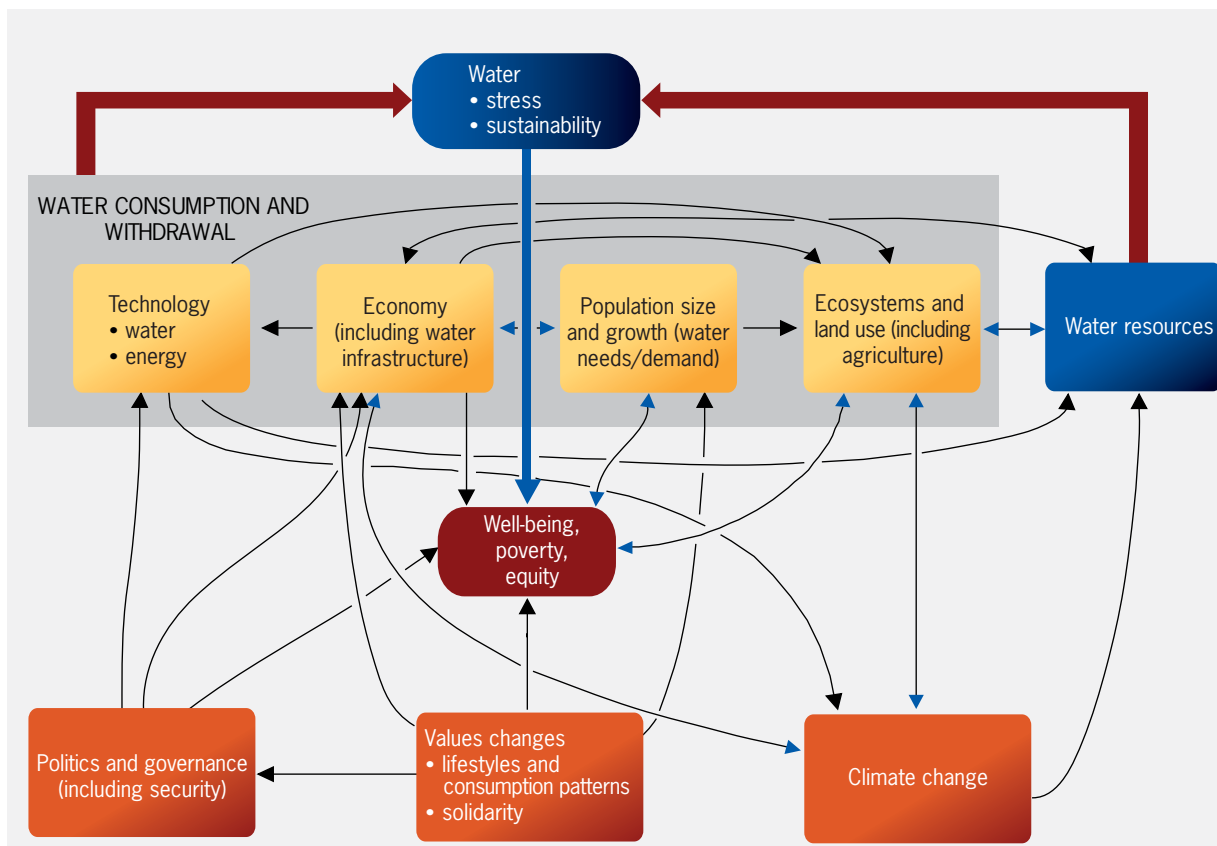 Water
• stress
• sustainability
WATER CONSUMPTION AND
WITHDRAWAL
Technology
• water
• energy
Economy
(including water
infrastructure)
Population size
and growth (water
needs/demand)
Ecosystems and
land use (including
agriculture)
Water resources
Well-being,
poverty,
equity
Politics and governance
(including security)
Values changes
• lifestyles and
consumption patterns
• solidarity
Climate change